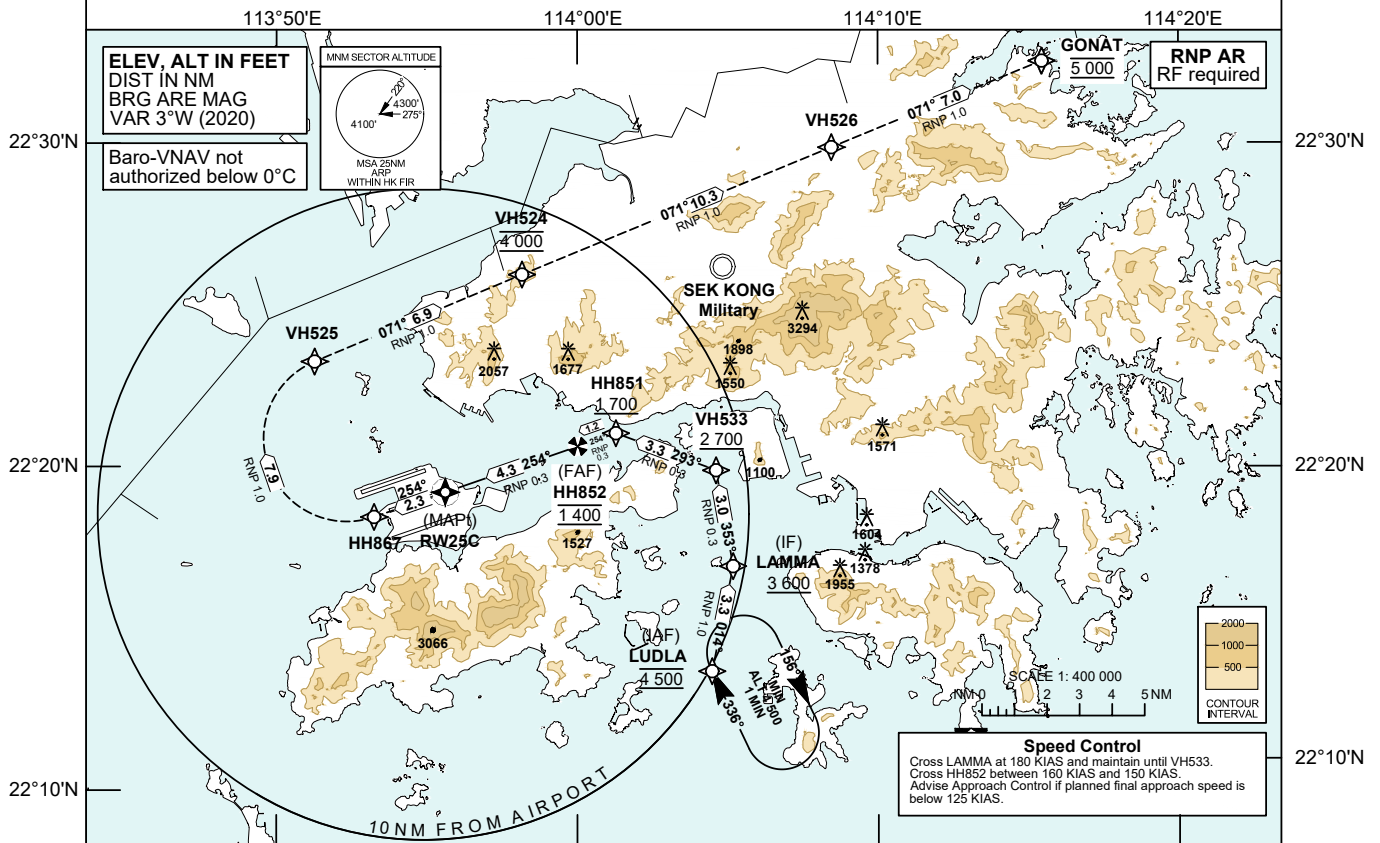 113°50'E
114°00'E
114°10'E
114°20'E
ELEV, ALT IN FEET
DIST IN NM
BRG ARE MAG
VAR 3°W (2020)
Baro-VNAV not
authorized below 0°C
MNM SECTOR ALTITUDE
220°
4300'
275°
4100'
MSA 25NM
ARP
WITHIN HK FIR
GONAT
5 000
RNP AR
RF required
071° 7.0
RNP 1.0
VH526
22°30'N
22°30'N
071° 10.3
RNP 1.0
VH524
4 000
SEK KONG
Military
3294
071° 6.9
RNP 1.0
VH525
2057
1677
1898
1550
HH851
1 700
VH533
2 700
1571
1.2
254°
RNP
0.3
3.3 293°
RNP 0.3
1100
22°20'N
22°20'N
4.3 254°
RNP 0.3
(FAF)
HH852
1 400
7.9
RNP 1.0
254°
2.3
(MAPt)
RW25C
HH867
1527
3.0 353°
RNP 0.3
(IF)
LAMMA
3 600
1604
1378
1955
3.3 014°
RNP 1.0
3066
(IAF)
LUDLA
4 500
156°
1 MIN
ALT 4500
1 MIN
336°
2000
1000
500
CONTOUR
INTERVAL
SCALE 1: 400 000
NM 0 1 2 3 4 5 NM
Speed Control
Cross LAMMA at 180 KIAS and maintain until VH533.
Cross HH852 between 160 KIAS and 150 KIAS.
Advise Approach Control if planned final approach speed is
below 125 KIAS.
22°10'N
22°10'N
10NM FROM AIRPORT